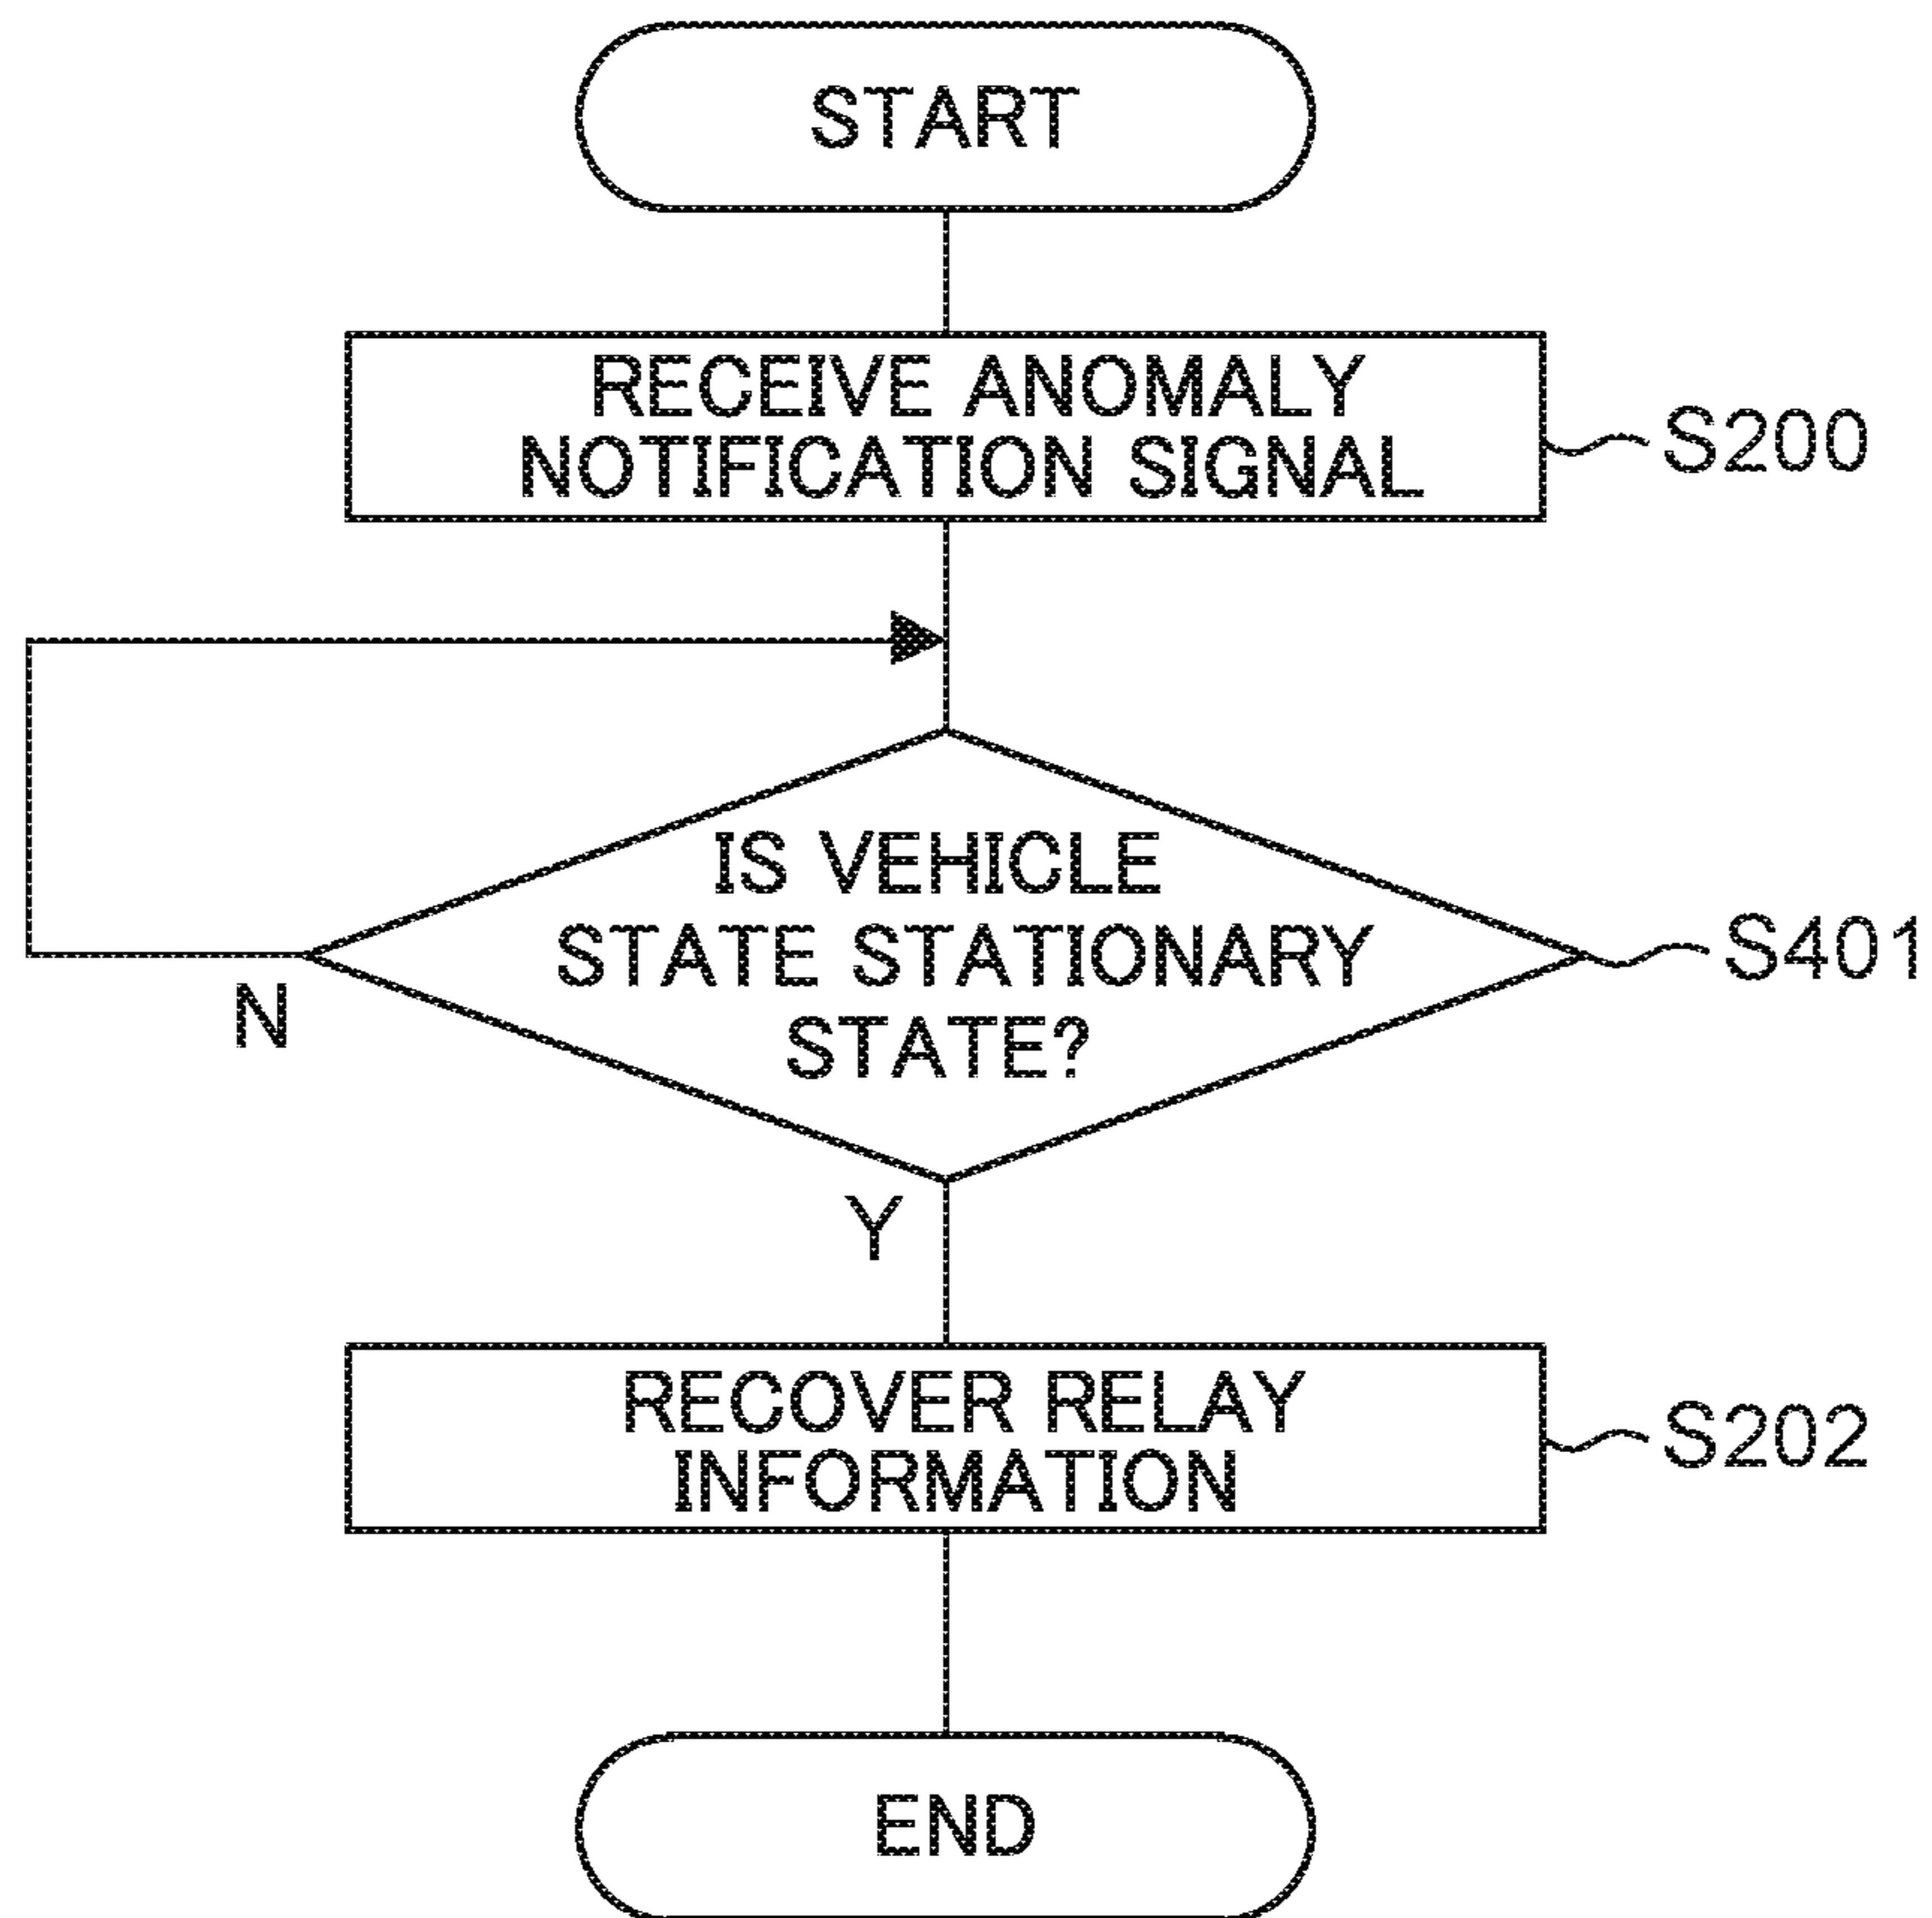 START
RECEIVE ANOMALY
NOTIFICATION SIGNAL
S200
IS VEHICLE
STATE STATIONARY
STATE?
S401
N
Y
RECOVER RELAY
INFORMATION
S202
END